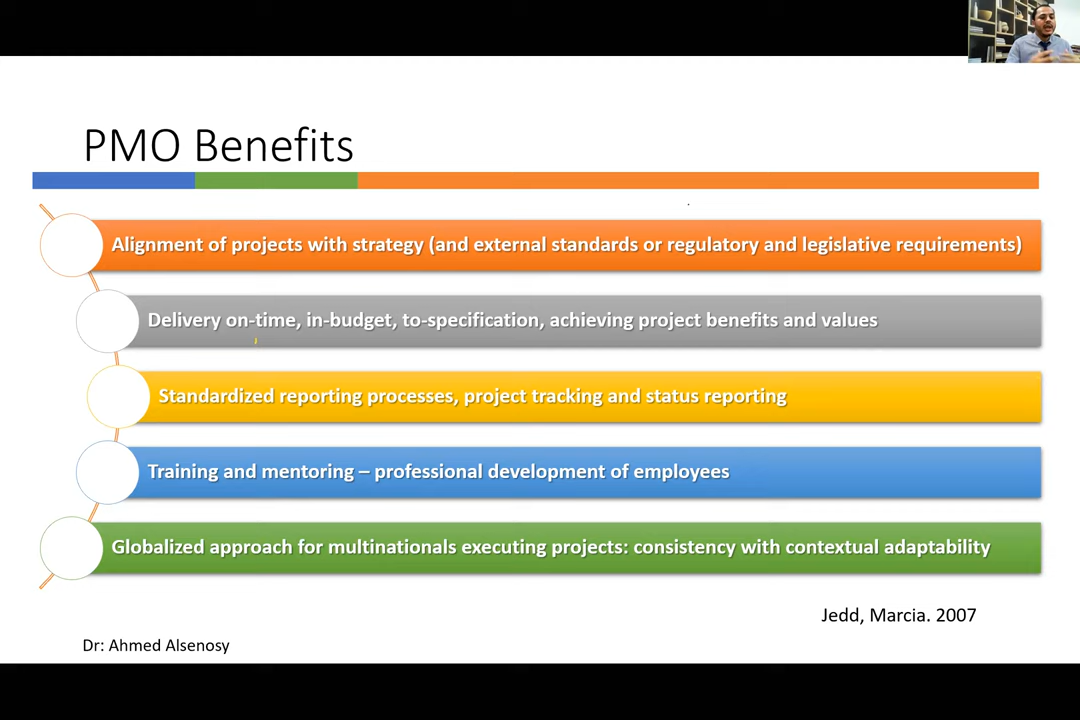 PMO Benefits
Alignment of projects with strategy (and external standards or regulatory and legislative requirements)
Delivery on-time, in-budget, to-specification, achieving project benefits and values
Standardized reporting processes, project tracking and status reporting
Training and mentoring – professional development of employees
Globalized approach for multinationals executing projects: consistency with contextual adaptability
Jedd, Marcia. 2007
Dr: Ahmed Alsenosy